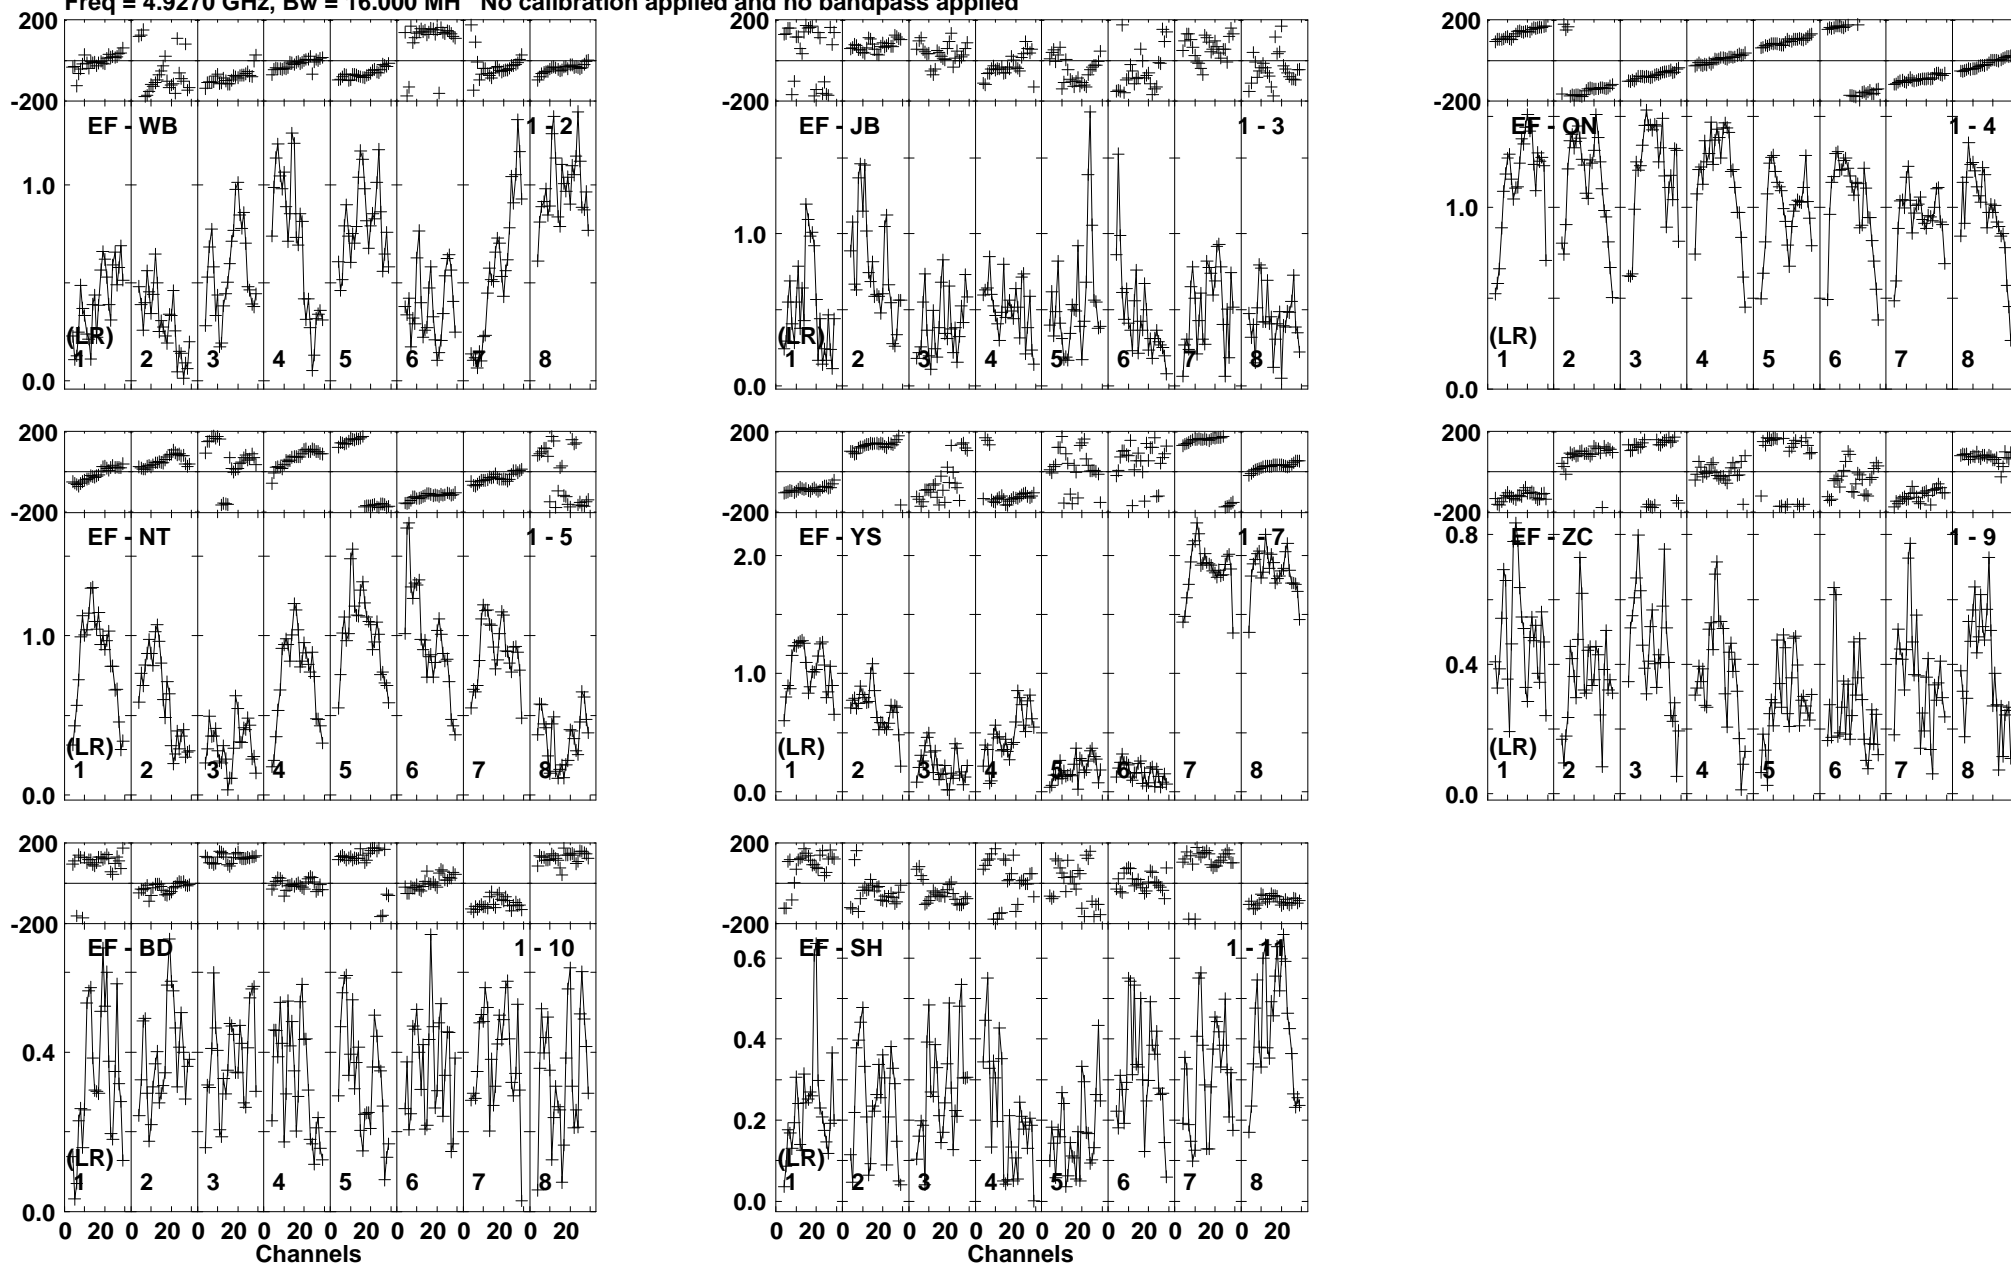 Freq = 4.9270 GHz, Bw = 16.000 MH No calibration applied and no bandpass applied
200 200 200
-200 -200 -200
EF - WB 1 - 2 EF - JB 1 - 3 EF - ON 1 - 4
1.0 1.0 1.0
(LR) (LR) (LR)
1 2 3 4 5 6 7 8 1 2 3 4 5 6 7 8 1 2 3 4 5 6 7 8
0.0 0.0 0.0
200 200 200
-200 -200 -200
EF - NT 1 - 5 EF - YS 1 - 7 EF - ZC 1 - 9
1.0 2.0 0.8
1.0 0.4
(LR) (LR) (LR)
1 2 3 4 5 6 7 8 1 2 3 4 5 6 7 8 1 2 3 4 5 6 7 8
0.0 0.0 0.0
200 200
-200 -200
EF - BD 1 - 10 EF - SH 1 - 11
0.4 0.6
0.4
0.2
(LR) (LR)
1 2 3 4 5 6 7 8 1 2 3 4 5 6 7 8
0.0 0.0
0 20 0 20 0 20 0 20 0 20 0 20 0 20 0 20 0 20 0 20 0 20 0 20 0 20 0 20 0 20 0 20
Channels Channels